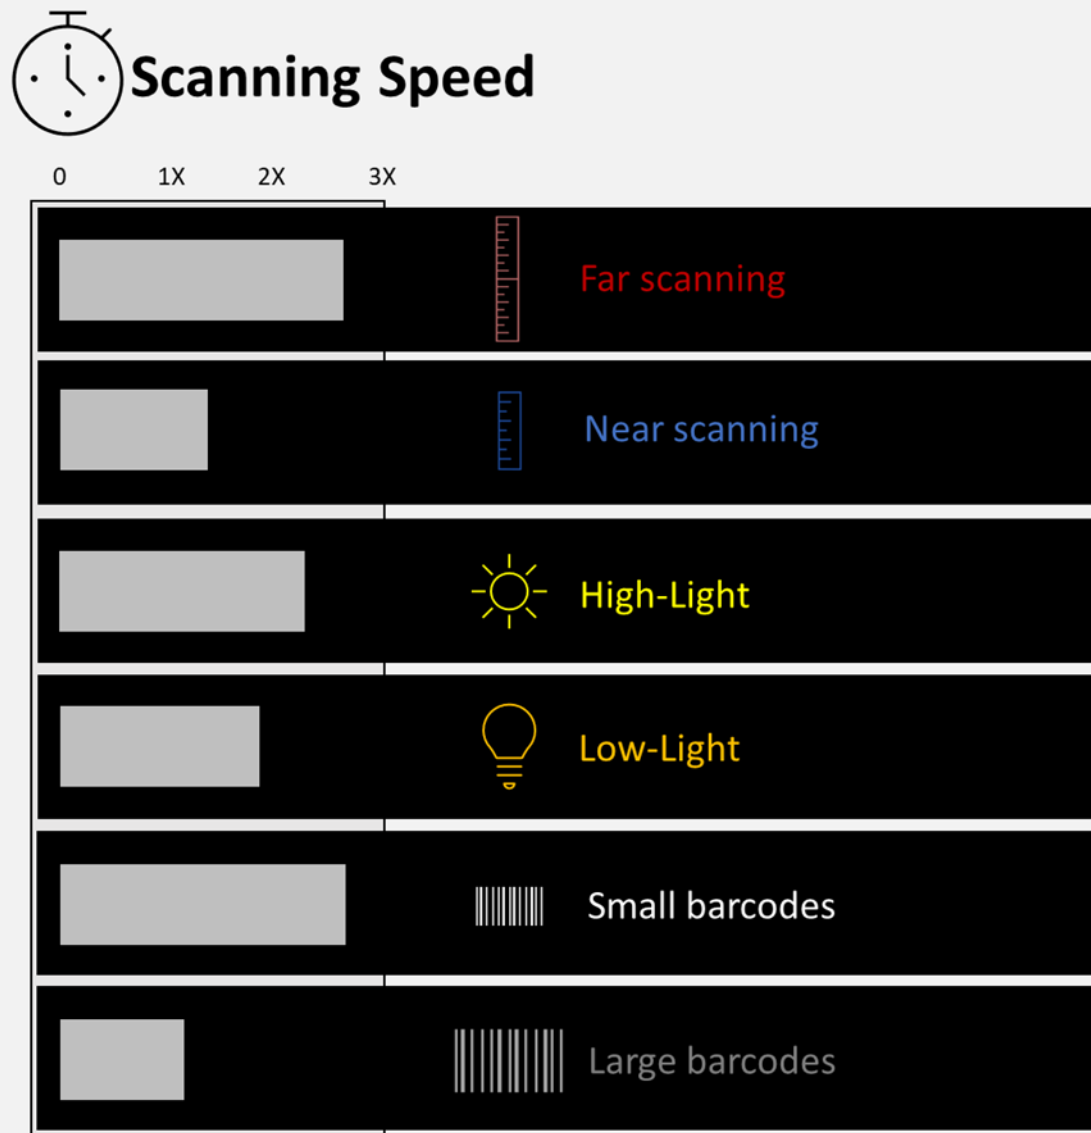 Scanning Speed
0 1X 2X 3X
Far scanning
Near scanning
High-Light
Low-Light
Small barcodes
Large barcodes